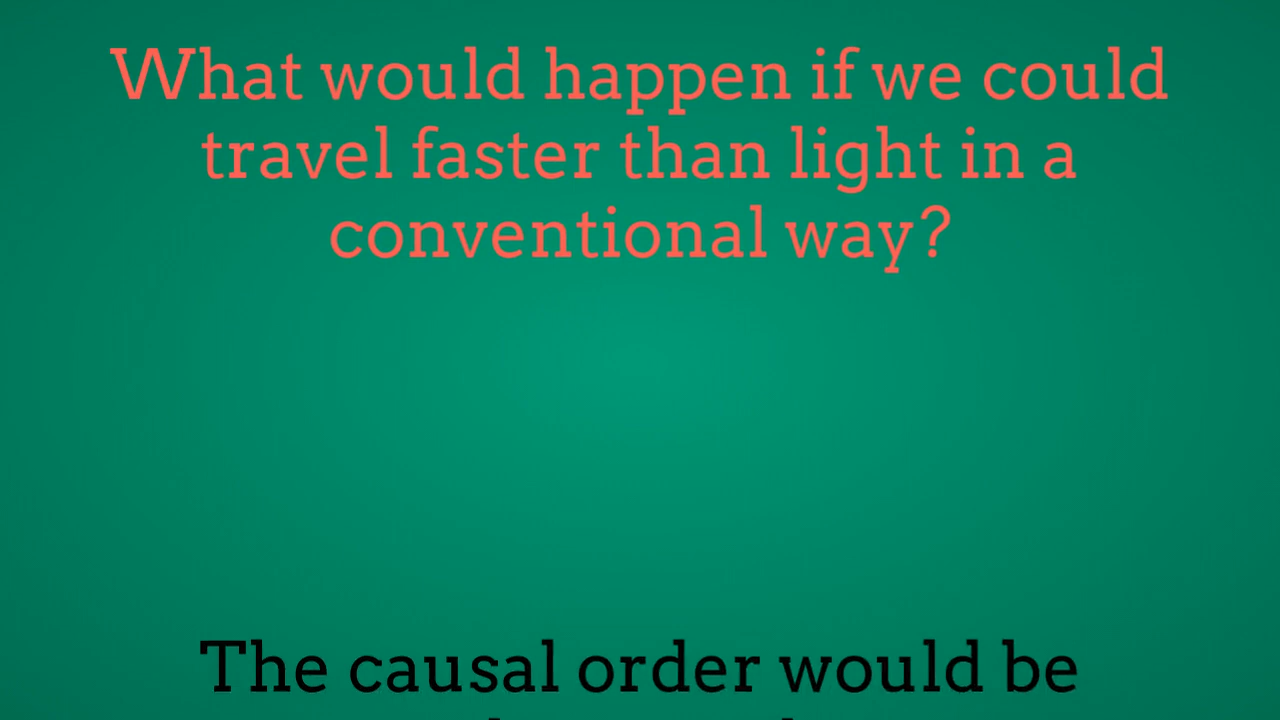 What would happen if we could
travel faster than light in a
conventional way?
The causal order would be